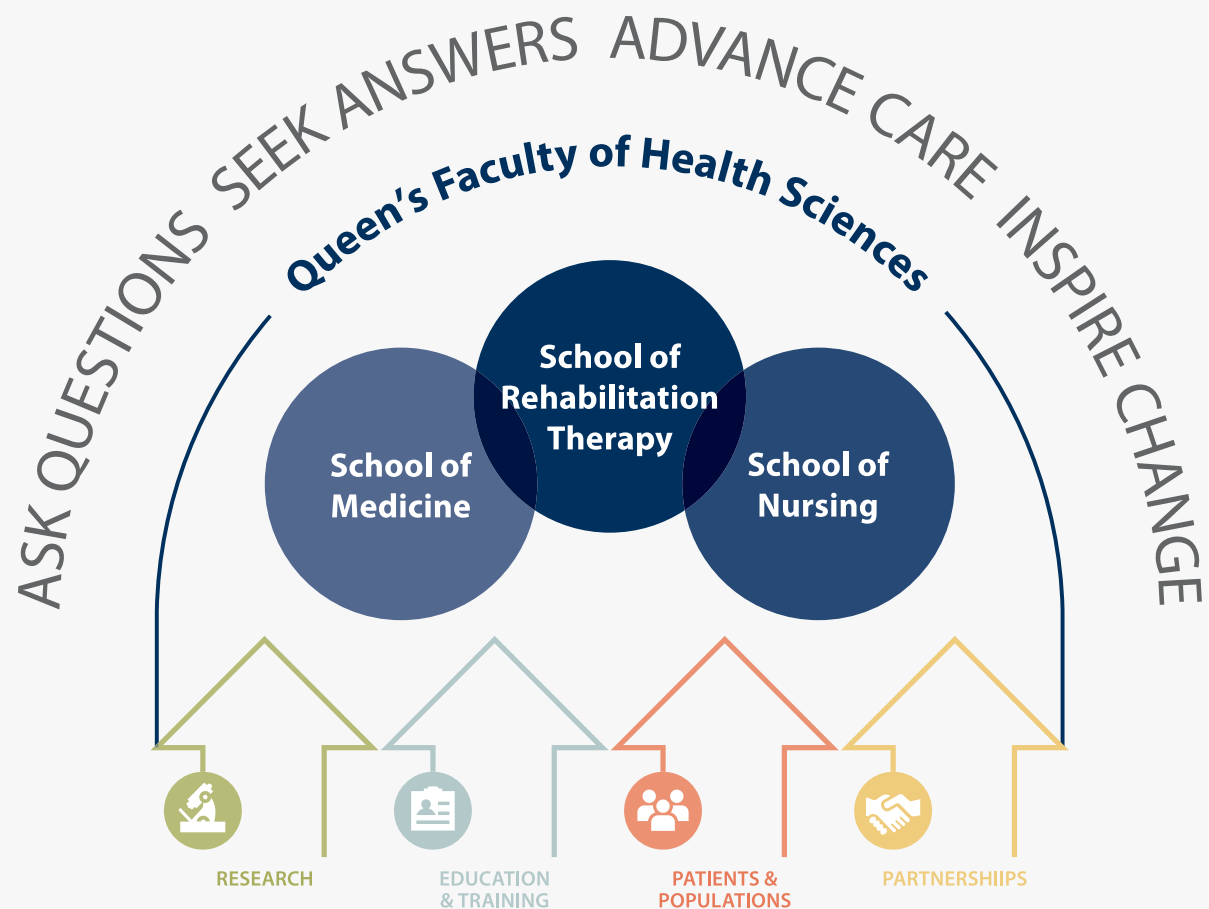 ASK QUESTIONS SEEK ANSWERS ADVANCE CARE INSPIRE CHANGE
Queen's Faculty of Health Sciences
School of
Rehabilitation
Therapy
School of
Medicine
School of
Nursing
RESEARCH
EDUCATION
& TRAINING
PATIENTS &
POPULATIONS
PARTNERSHIIPS